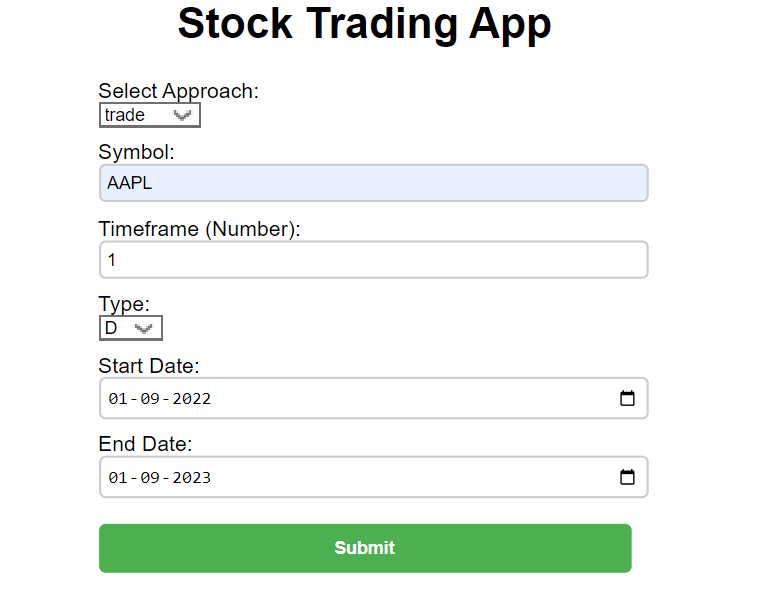 Stock Trading App
Select Approach:
trade
Symbol:
AAPL
Timeframe (Number):
1
Type:
D
Start Date:
01-09-2022
End Date:
01-09-2023
Submit